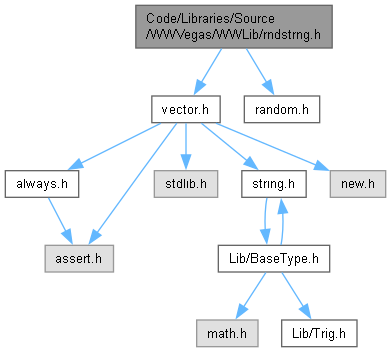 Code/Libraries/Source
/WWVegas/WWLib/rndstrng.h
vector.h
random.h
always.h
stdlib.h
string.h
new.h
assert.h
Lib/BaseType.h
math.h
Lib/Trig.h